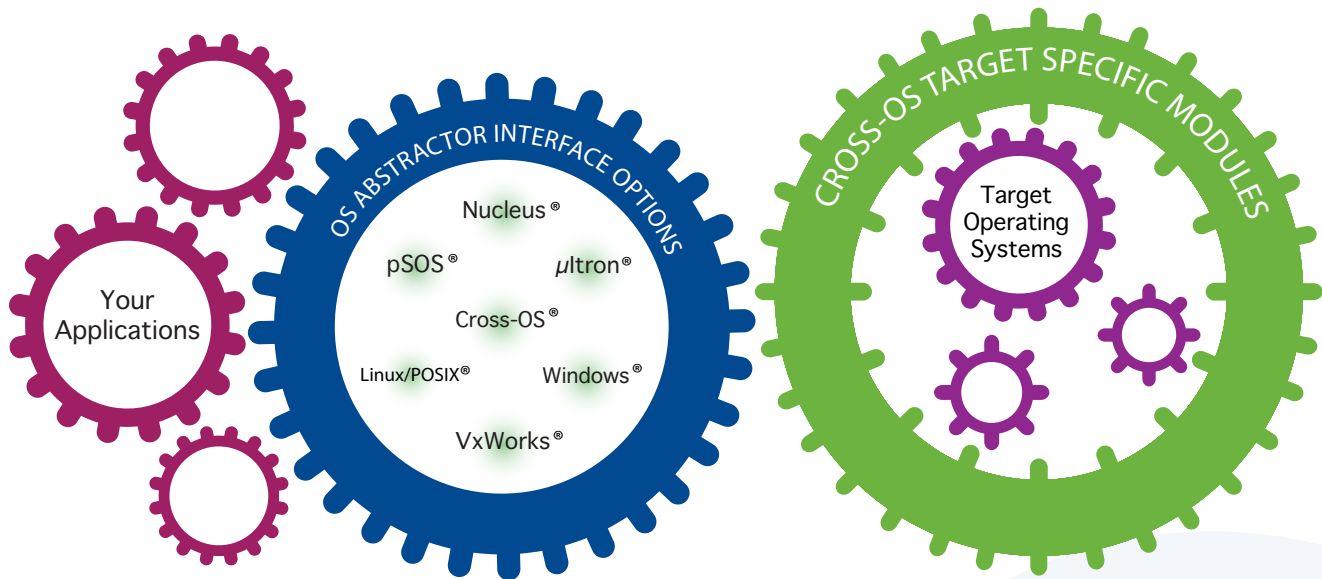 Your
Applications
OS ABSTRACTOR INTERFACE OPTIONS
Nucleus®
pSOS® µItron®
Cross-OS®
Linux/POSIX® Windows®
VxWorks®
CROSS-OS TARGET SPECIFIC MODULES
Target
Operating
Systems